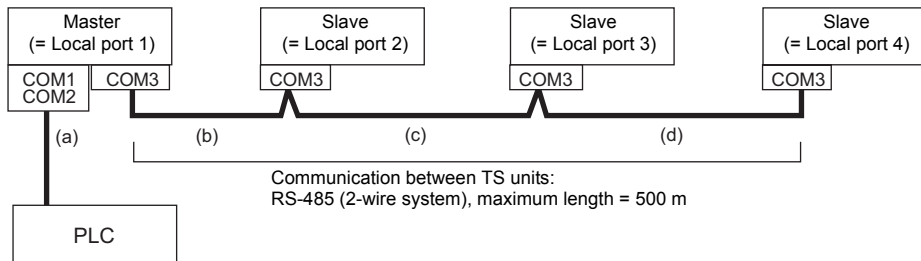 Master
(= Local port 1)
Slave
(= Local port 2)
Slave
(= Local port 3)
Slave
(= Local port 4)
COM1
COM2
COM3
COM3
COM3
COM3
(a)
(b)
(c)
(d)
Communication between TS units:
RS-485 (2-wire system), maximum length = 500 m
PLC